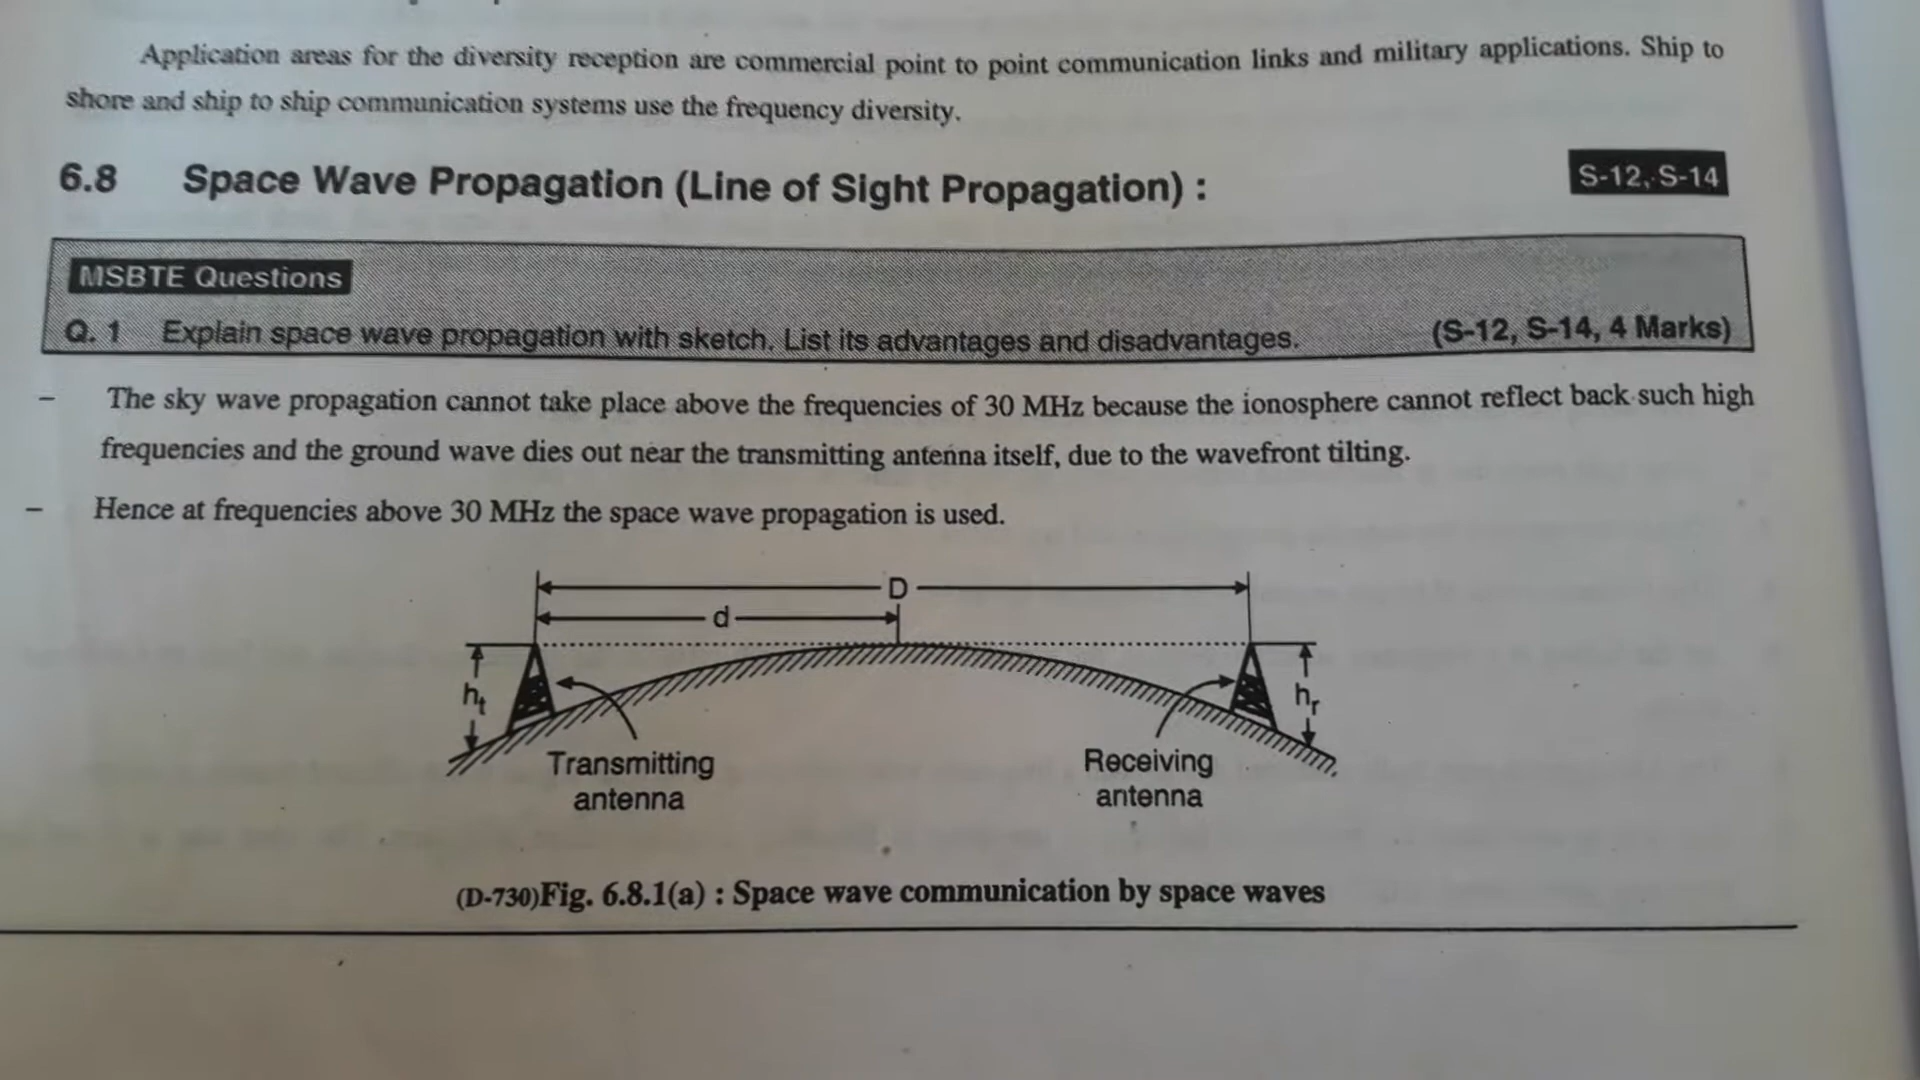 Application areas for the diversity reception are commercial point to point communication links and military applications. Ship to
shore and ship to ship communication systems use the frequency diversity.
6.8 Space Wave Propagation (Line of Sight Propagation) :
S-12, S-14
MSBTE Questions
Q. 1 Explain space wave propagation with sketch. List its advantages and disadvantages. (S-12, S-14, 4 Marks)
– The sky wave propagation cannot take place above the frequencies of 30 MHz because the ionosphere cannot reflect back such high
frequencies and the ground wave dies out near the transmitting antenna itself, due to the wavefront tilting.
– Hence at frequencies above 30 MHz the space wave propagation is used.
D
d
ht
hr
Transmitting
antenna
Receiving
antenna
(D-730)Fig. 6.8.1(a) : Space wave communication by space waves